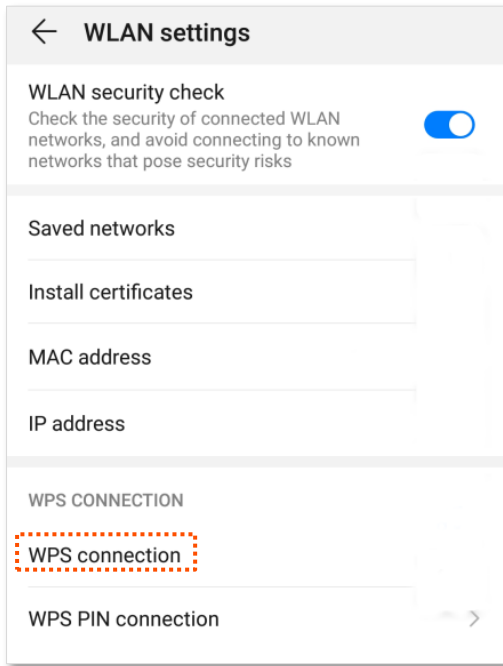 WLAN settings
WLAN security check
Check the security of connected WLAN
networks, and avoid connecting to known
networks that pose security risks
Saved networks
Install certificates
MAC address
IP address
WPS CONNECTION
WPS connection
WPS PIN connection